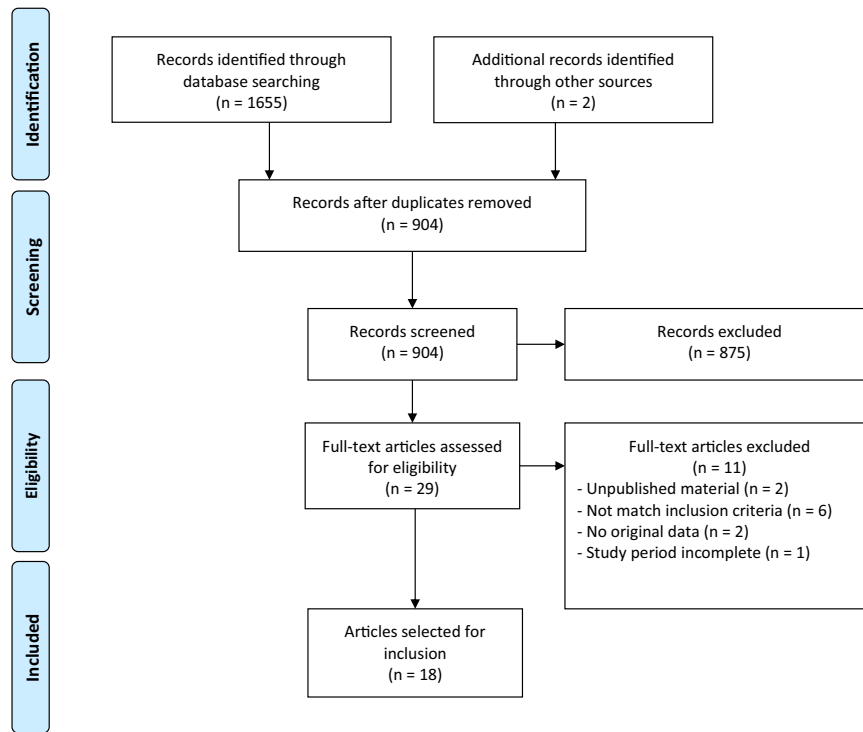 Identification
Records identified through
database searching
(n = 1655)
Additional records identified
through other sources
(n = 2)
Screening
Records after duplicates removed
(n = 904)
Records screened
(n = 904)
Records excluded
(n = 875)
Eligibility
Full-text articles assessed
for eligibility
(n = 29)
Full-text articles excluded
(n = 11)
- Unpublished material (n = 2)
- Not match inclusion criteria (n = 6)
- No original data (n = 2)
- Study period incomplete (n = 1)
Included
Articles selected for
inclusion
(n = 18)